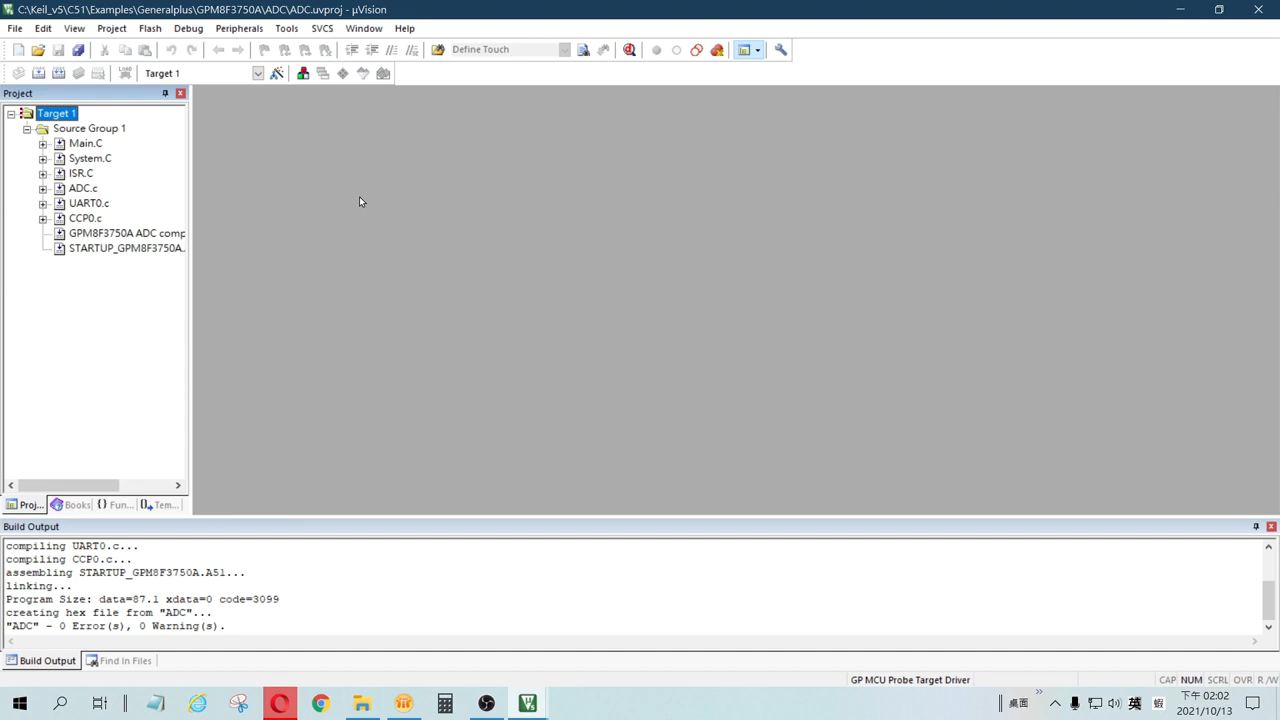 C:\Keil_v5\C51\Examples\Generalplus\GPM8F3750A\ADC\ADC.uvproj - µVision
File Edit View Project Flash Debug Peripherals Tools SVCS Window Help
Define Touch
LOAD Target 1
Project
Target 1
Source Group 1
Main.C
System.C
ISR.C
ADC.c
UART0.c
CCP0.c
GPM8F3750A ADC comp
STARTUP_GPM8F3750A.
Proj... Books {} Fun... Tem...
Build Output
compiling UART0.c...
compiling CCP0.c...
assembling STARTUP_GPM8F3750A.A51...
linking...
Program Size: data=87.1 xdata=0 code=3099
creating hex file from "ADC"...
"ADC" - 0 Error(s), 0 Warning(s).
Build Output Find In Files
GP MCU Probe Target Driver CAP NUM SCRL OVR R /W
桌面 英 下午 02:02
2021/10/13